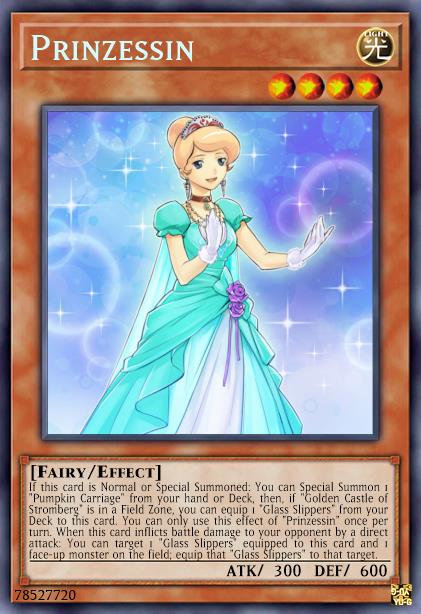 Prinzessin
LIGHT
光
[Fairy/Effect]
If this card is Normal or Special Summoned: You can Special Summon 1
"Pumpkin Carriage" from your hand or Deck, then, if "Golden Castle of
Stromberg" is in a Field Zone, you can equip 1 "Glass Slippers" from your
Deck to this card. You can only use this effect of "Prinzessin" once per
turn. When this card inflicts battle damage to your opponent by a direct
attack: You can target 1 "Glass Slippers" equipped to this card and 1
face-up monster on the field; equip that "Glass Slippers" to that target.
ATK/ 300 DEF/ 600
78527720